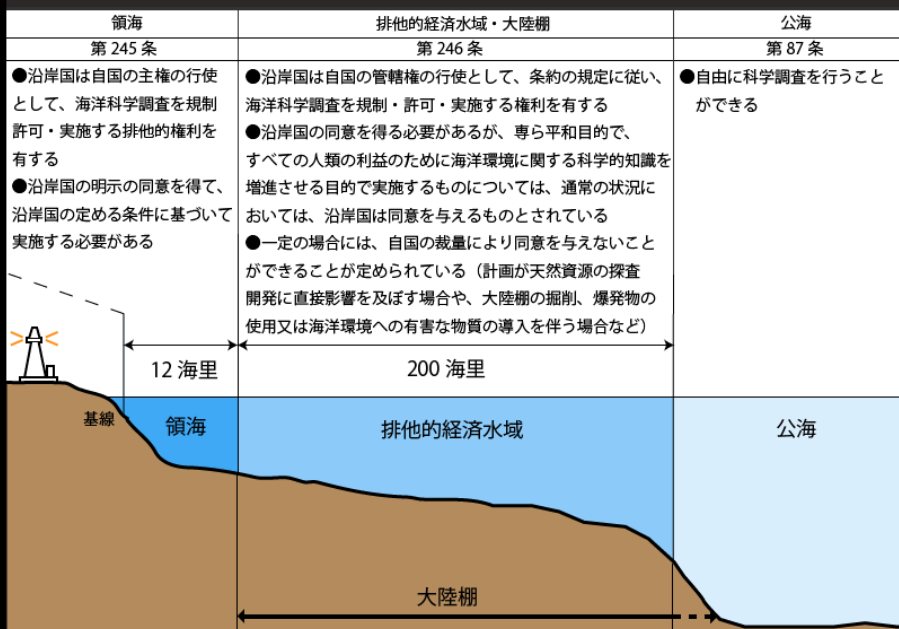 領海
第 245 条
●沿岸国は自国の主権の行使
として、海洋科学調査を規制
許可・実施する排他的権利を
有する
●沿岸国の明示の同意を得て、
沿岸国の定める条件に基づいて
実施する必要がある
排他的経済水域・大陸棚
第 246 条
●沿岸国は自国の管轄権の行使として、条約の規定に従い、
海洋科学調査を規制・許可・実施する権利を有する
●沿岸国の同意を得る必要があるが、専ら平和目的で、
すべての人類の利益のために海洋環境に関する科学的知識を
増進させる目的で実施するものについては、通常の状況に
おいては、沿岸国は同意を与えるものとされている
●一定の場合には、自国の裁量により同意を与えないこと
ができることが定められている（計画が天然資源の探査
開発に直接影響を及ぼす場合や、大陸棚の掘削、爆発物の
使用又は海洋環境への有害な物質の導入を伴う場合など）
公海
第 87 条
●自由に科学調査を行うこと
ができる
12 海里
200 海里
基線
領海
排他的経済水域
公海
大陸棚